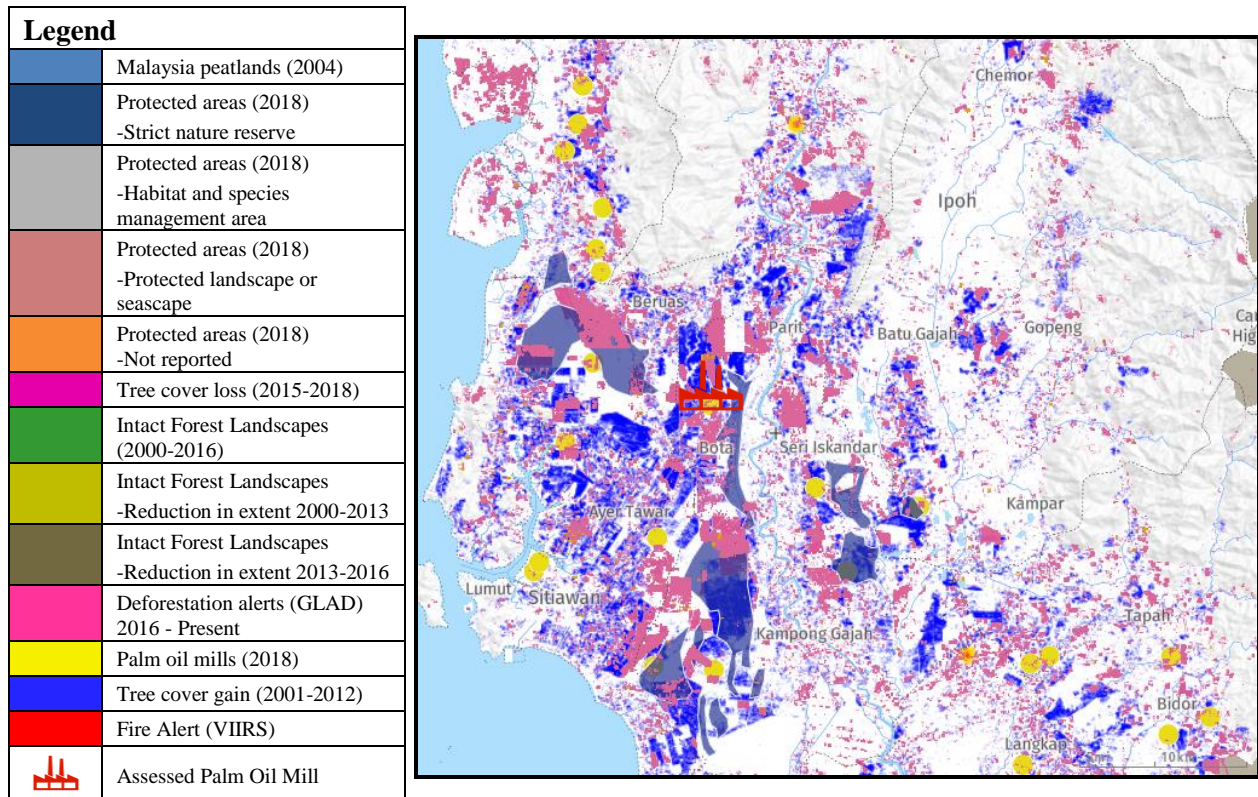 Legend
Malaysia peatlands (2004)
Protected areas (2018)
-Strict nature reserve
Protected areas (2018)
-Habitat and species
management area
Protected areas (2018)
-Protected landscape or
seascape
Protected areas (2018)
-Not reported
Tree cover loss (2015-2018)
Intact Forest Landscapes
(2000-2016)
Intact Forest Landscapes
-Reduction in extent 2000-2013
Intact Forest Landscapes
-Reduction in extent 2013-2016
Deforestation alerts (GLAD)
2016 - Present
Palm oil mills (2018)
Tree cover gain (2001-2012)
Fire Alert (VIIRS)
Assessed Palm Oil Mill
Chemor
Ipoh
Beruas
Parit
Batu Gajah
Gopeng
Bota
Seri Iskandar
Kampar
Ayer Tawar
Lumut
Sitiawan
Kampong Gajah
Tapah
Bidor
Langkap
10km